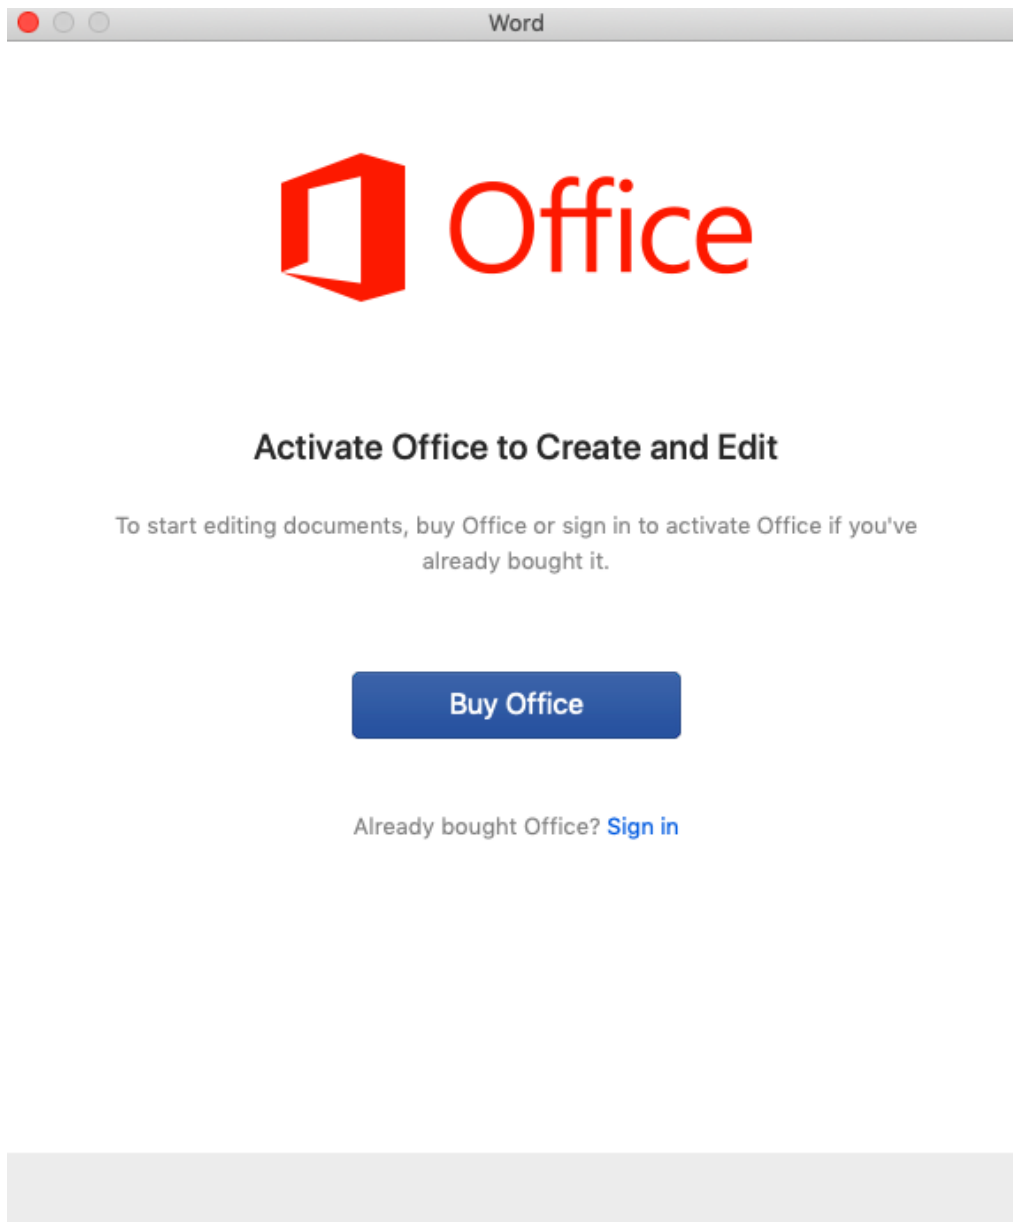 Word
Office
Activate Office to Create and Edit
To start editing documents, buy Office or sign in to activate Office if you've
already bought it.
Buy Office
Already bought Office? Sign in